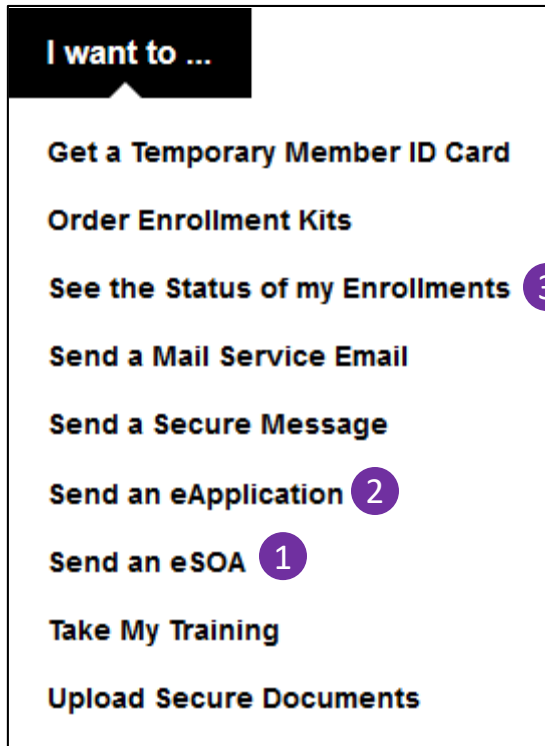 I want to ...
Get a Temporary Member ID Card
Order Enrollment Kits
See the Status of my Enrollments 3
Send a Mail Service Email
Send a Secure Message
Send an eApplication 2
Send an eSOA 1
Take My Training
Upload Secure Documents